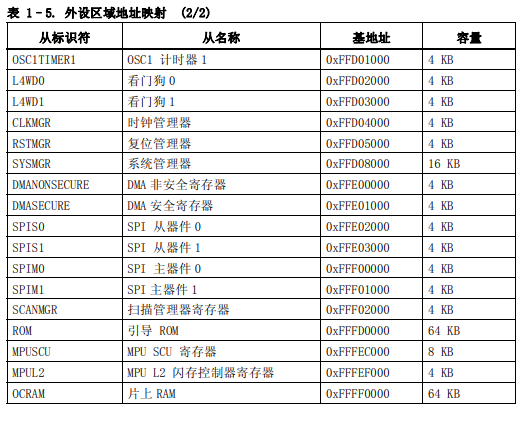 表 1-5. 外设区域地址映射 (2/2)
从标识符 从名称 基地址 容量
OSC1TIMER1 OSC1 计时器 1 0xFFD01000 4 KB
L4WD0 看门狗 0 0xFFD02000 4 KB
L4WD1 看门狗 1 0xFFD03000 4 KB
CLKMGR 时钟管理器 0xFFD04000 4 KB
RSTMGR 复位管理器 0xFFD05000 4 KB
SYSMGR 系统管理器 0xFFD08000 16 KB
DMANONSECURE DMA 非安全寄存器 0xFFE00000 4 KB
DMASECURE DMA 安全寄存器 0xFFE01000 4 KB
SPIS0 SPI 从器件 0 0xFFE02000 4 KB
SPIS1 SPI 从器件 1 0xFFE03000 4 KB
SPIM0 SPI 主器件 0 0xFFF00000 4 KB
SPIM1 SPI 主器件 1 0xFFF01000 4 KB
SCANMGR 扫描管理器寄存器 0xFFF02000 4 KB
ROM 引导 ROM 0xFFFD0000 64 KB
MPUSCU MPU SCU 寄存器 0xFFFEC000 8 KB
MPUL2 MPU L2 闪存控制器寄存器 0xFFFEF000 4 KB
OCRAM 片上 RAM 0xFFFF0000 64 KB